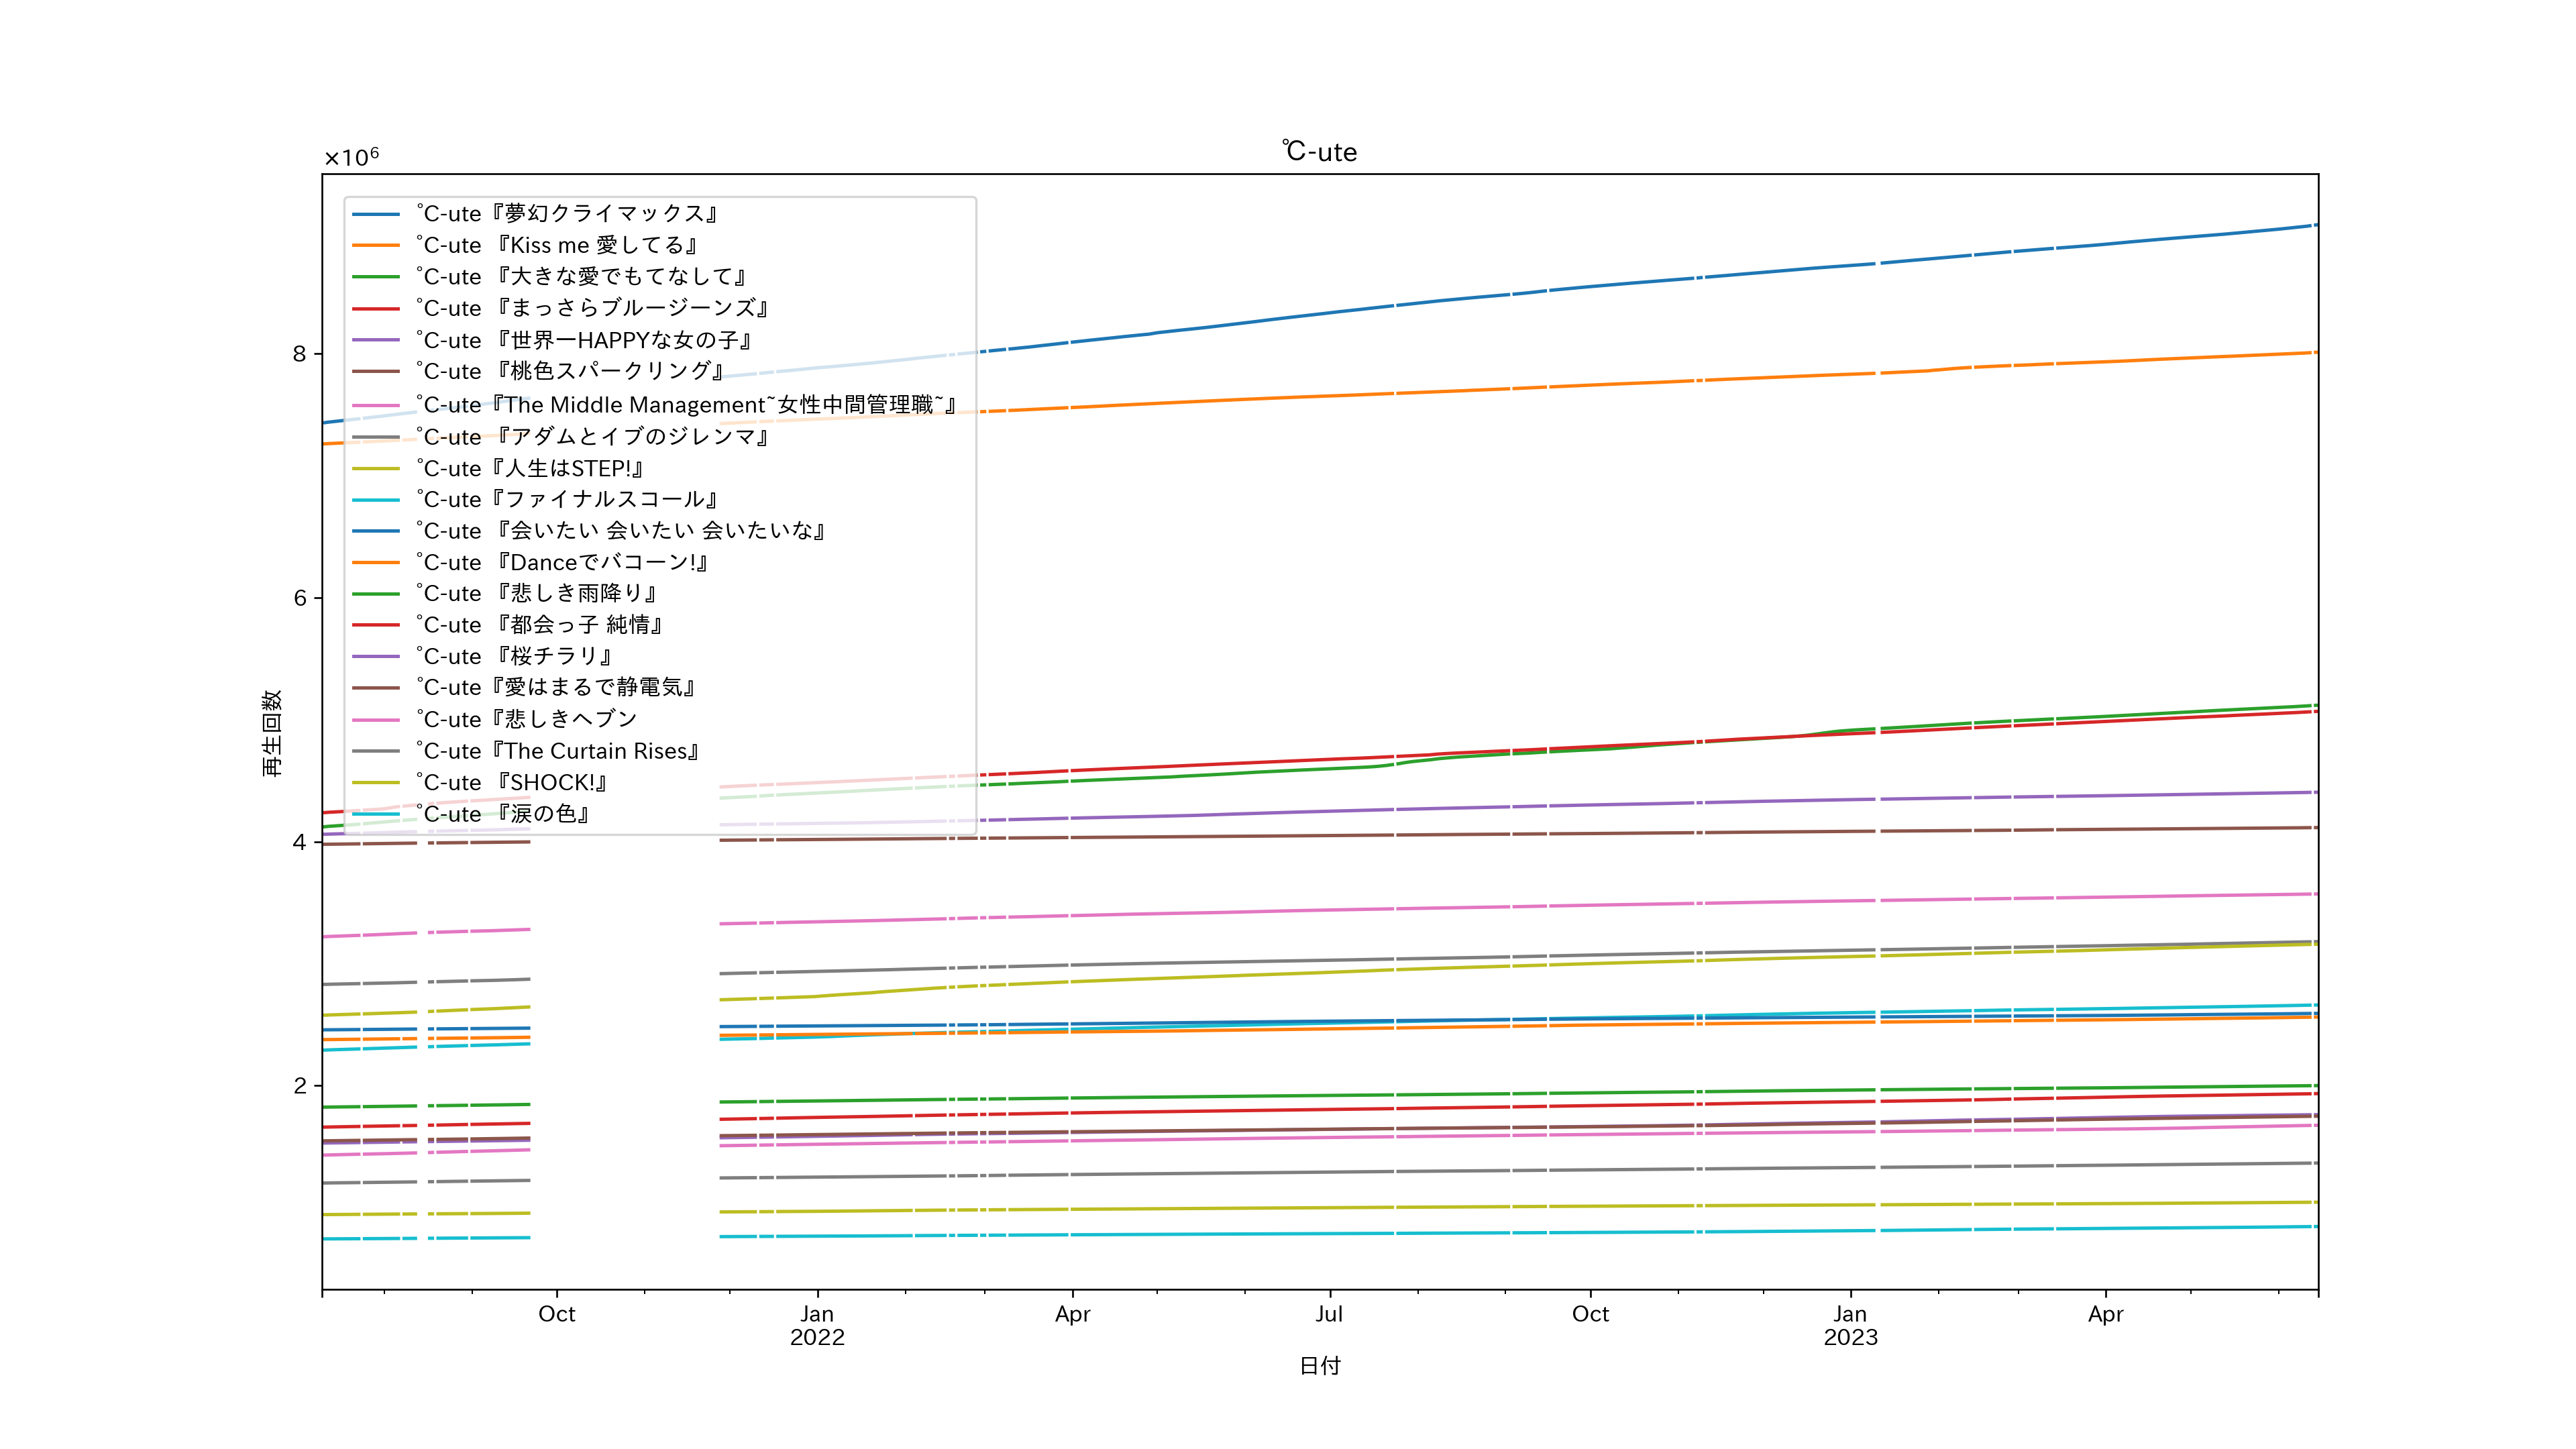 ℃-ute
×10⁶
再生回数
8
6
4
2
°C-ute『夢幻クライマックス』
°C-ute 『Kiss me 愛してる』
°C-ute 『大きな愛でもてなして』
°C-ute 『まっさらブルージーンズ』
°C-ute 『世界一HAPPYな女の子』
°C-ute 『桃色スパークリング』
°C-ute『The Middle Management~女性中間管理職~』
°C-ute『アダムとイブのジレンマ』
°C-ute『人生はSTEP!』
°C-ute『ファイナルスコール』
°C-ute 『会いたい 会いたい 会いたいな』
°C-ute 『Danceでバコーン!』
°C-ute 『悲しき雨降り』
°C-ute 『都会っ子 純情』
°C-ute 『桜チラリ』
°C-ute『愛はまるで静電気』
°C-ute『悲しきヘブン
°C-ute『The Curtain Rises』
°C-ute 『SHOCK!』
°C-ute 『涙の色』
Oct Jan Apr Jul Oct Jan Apr
2022 2023
日付